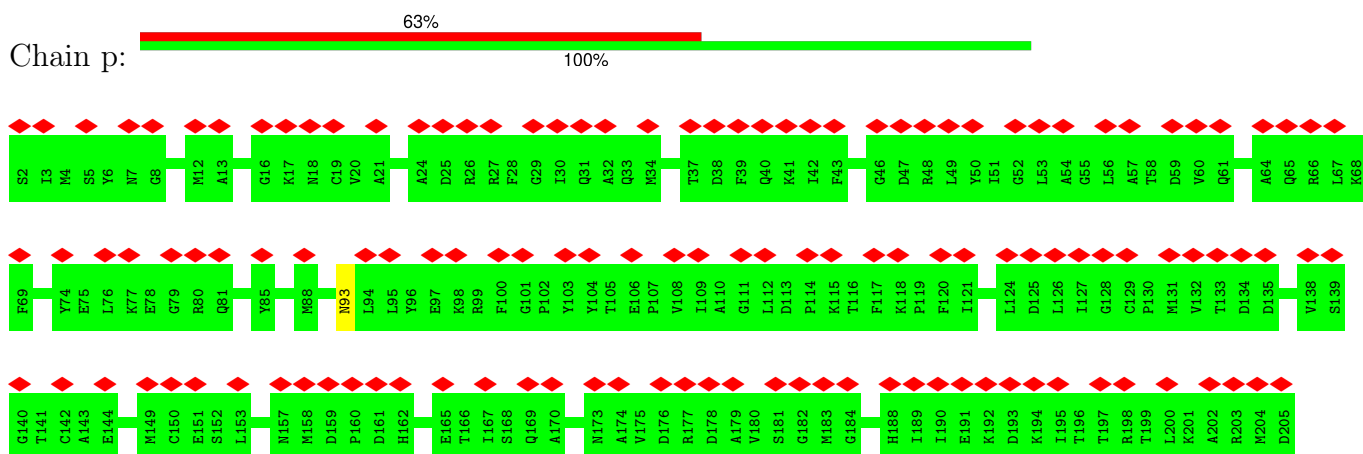 63%
Chain p:
100%
S2 I3 M4 S5 Y6 N7 G8 M12 A13 G16 K17 N18 C19 V20 A21 A24 D25 R26 R27 F28 G29 I30 Q31 A32 Q33 M34 T37 D38 F39 Q40 K41 I42 F43 G46 D47 R48 L49 Y50 I51 G52 L53 A54 G55 L56 A57 T58 D59 V60 Q61 A64 Q65 R66 L67 K68
F69 Y74 E75 L76 K77 E78 G79 R80 Q81 Y85 M88 N93 L94 L95 Y96 E97 K98 R99 F100 G101 P102 Y103 Y104 T105 E106 P107 V108 I109 A110 G111 L112 D113 P114 K115 T116 F117 K118 P119 F120 I121 L124 D125 L126 I127 G128 C129 P130 M131 V132 T133 D134 D135 V138 S139
G140 T141 C142 A143 E144 M149 C150 E151 S152 L153 N157 M158 D159 P160 D161 H162 E165 T166 I167 S168 Q169 A170 N173 A174 V175 D176 R177 D178 A179 V180 S181 G182 M183 G184 H188 I189 I190 E191 K192 D193 K194 I195 T196 T197 R198 T199 L200 K201 A202 R203 M204 D205